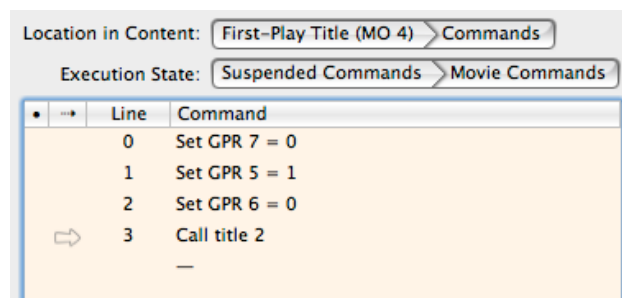 Location in Content: First-Play Title (MO 4) Commands
Execution State: Suspended Commands Movie Commands
Line Command
0 Set GPR 7 = 0
1 Set GPR 5 = 1
2 Set GPR 6 = 0
3 Call title 2
—